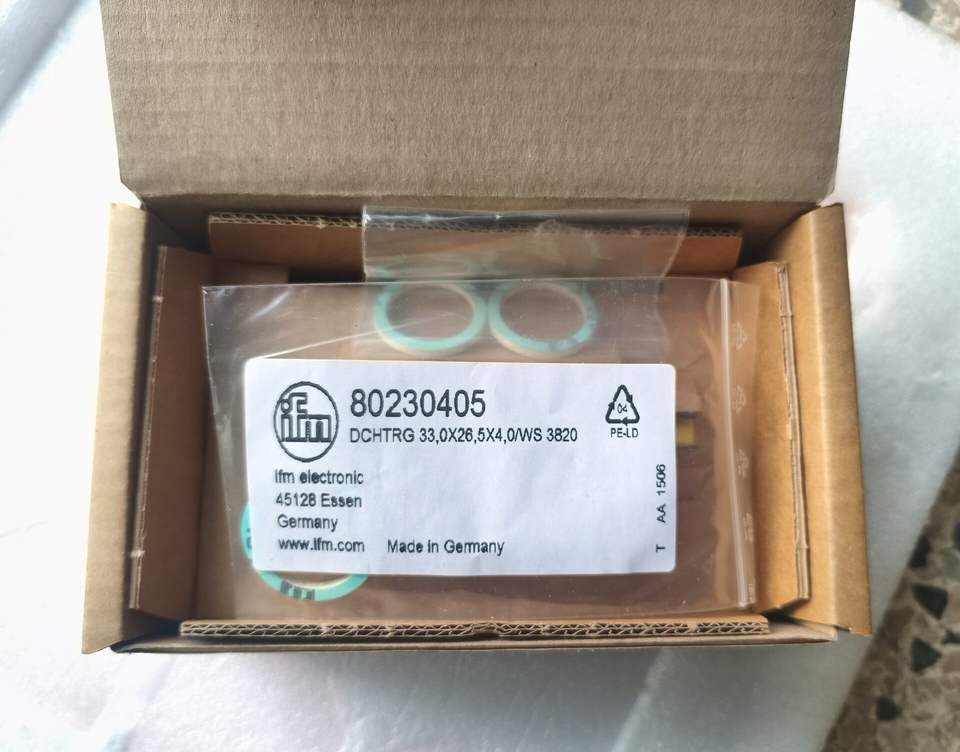 ifm
80230405
DCHTRG 33,0X26,5X4,0/WS 3820
04
PE-LD
ifm electronic
45128 Essen
Germany
www.ifm.com
Made in Germany
T AA 1506